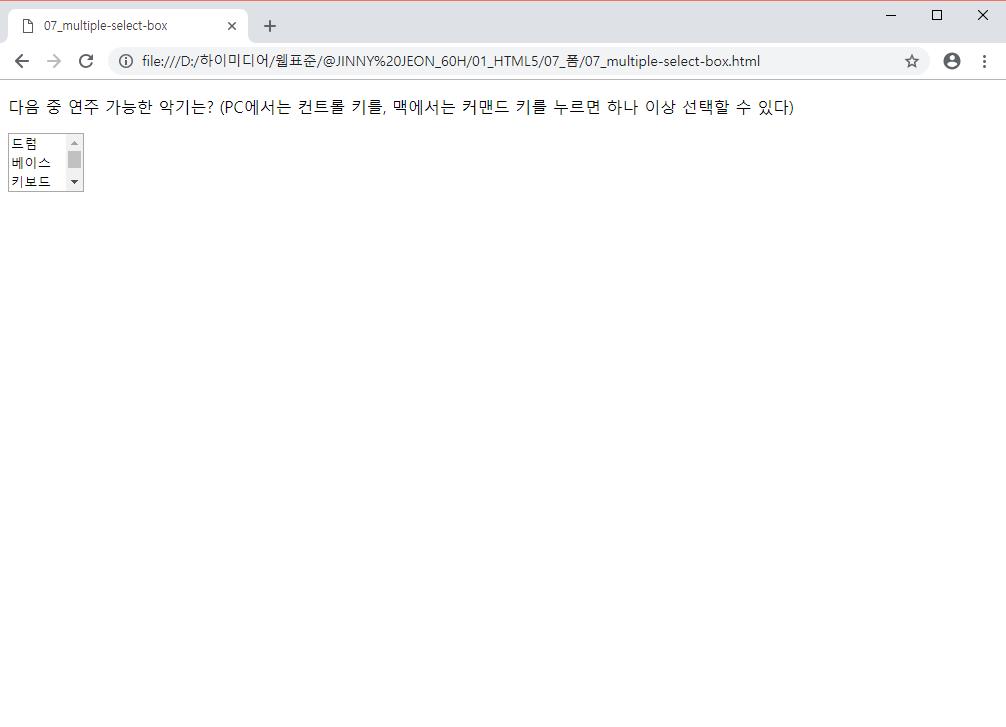 07_multiple-select-box
file:///D:/하이미디어/웹표준/@JINNY%20JEON_60H/01_HTML5/07_폼/07_multiple-select-box.html
다음 중 연주 가능한 악기는? (PC에서는 컨트롤 키를, 맥에서는 커맨드 키를 누르면 하나 이상 선택할 수 있다)
드럼
베이스
키보드